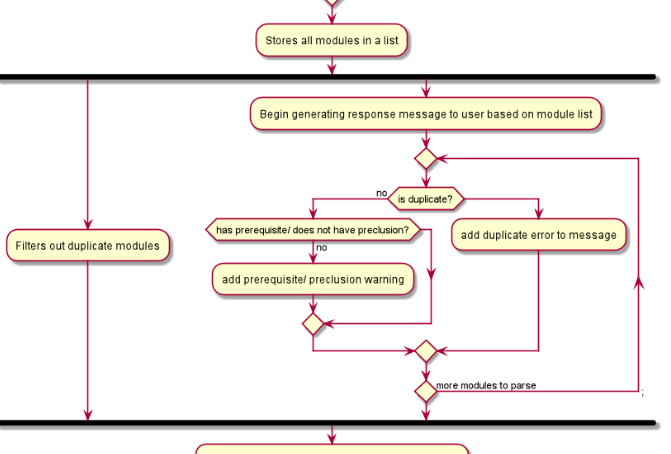 Stores all modules in a list
Begin generating response message to user based on module list
no
is duplicate?
has prerequisite/ does not have preclusion?
add duplicate error to message
Filters out duplicate modules
no
add prerequisite/ preclusion warning
more modules to parse
;